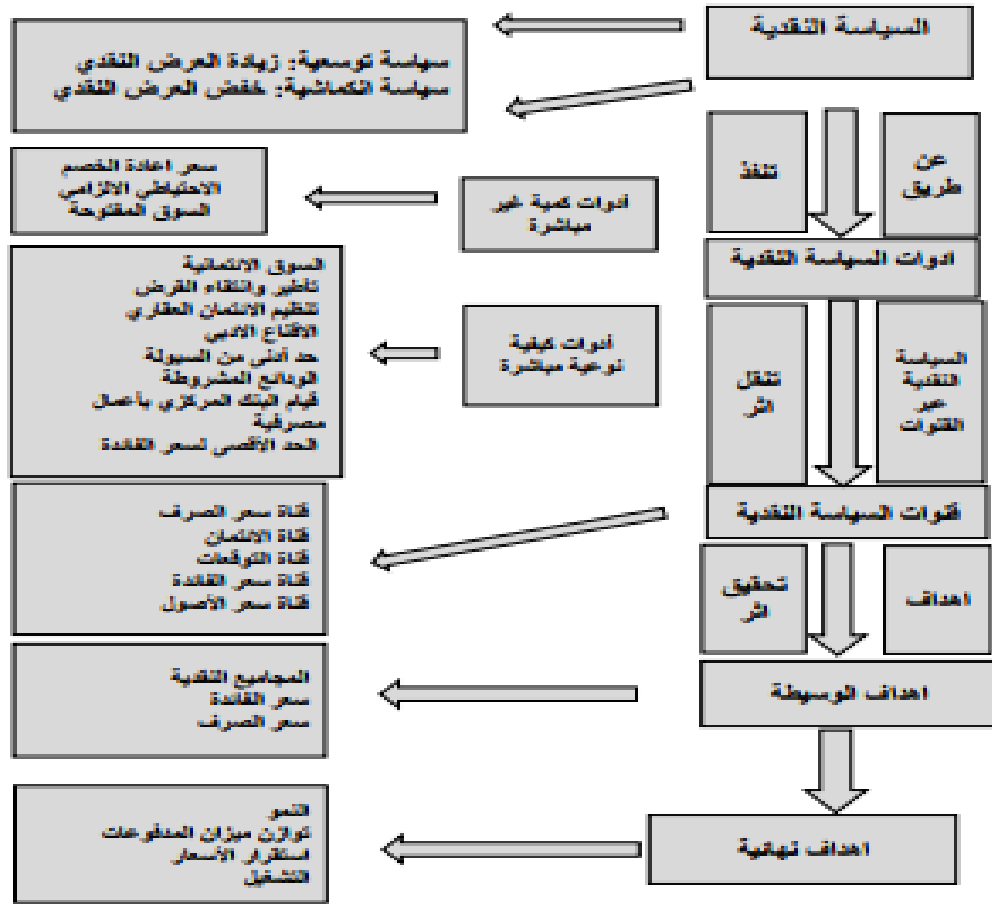 السياسة النقدية
سياسة توسعية: زيادة العرض النقدي
سياسة انكماشية: خفض العرض النقدي
عن
طريق
تنفذ
سعر اعادة الخصم
الاحتياطي الالزامي
السوق المفتوحة
أدوات كمية غير
مباشرة
ادوات السياسة النقدية
السوق الائتمانية
تأطير وانتقاء القرض
تنظيم الائتمان العقاري
الاقناع الادبي
حد أدنى من السيولة
الودائع المشروطة
قيام البنك المركزي بأعمال
مصرفية
الحد الأقصى لسعر الفائدة
أدوات كيفية
نوعية مباشرة
السياسة
النقدية
عبر
القنوات
تنقل
اثر
قنوات السياسة النقدية
قناة سعر الصرف
قناة الائتمان
قناة التوقعات
قناة سعر الفائدة
قناة سعر الأصول
اهداف
تحقيق
اثر
اهداف الوسيطة
المجاميع النقدية
سعر الفائدة
سعر الصرف
اهداف نهائية
النمو
توازن ميزان المدفوعات
استقرار الأسعار
التشغيل